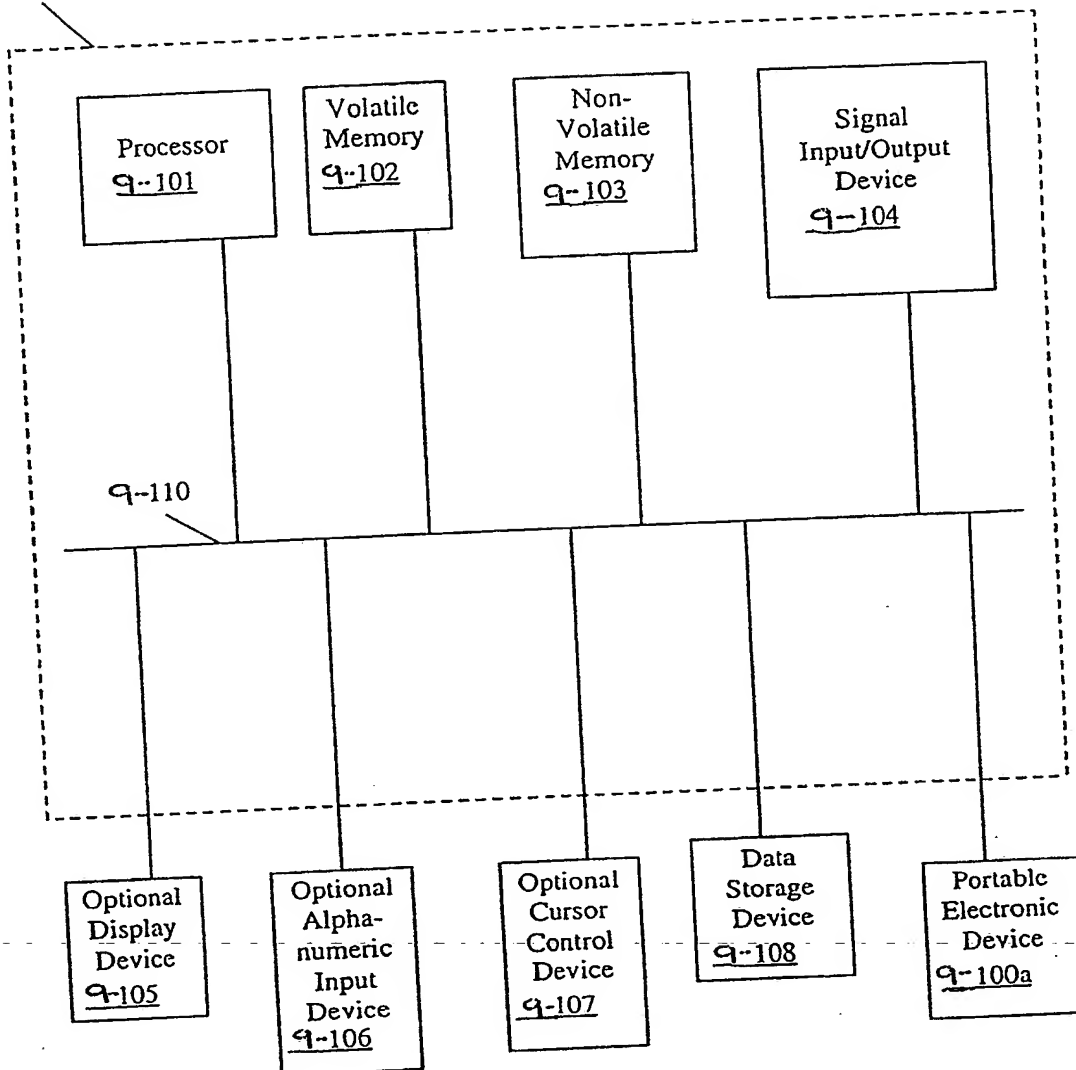 Processor
9-101
Volatile
Memory
9-102
Non-
Volatile
Memory
9-103
Signal
Input/Output
Device
9-104
9-110
Optional
Display
Device
9-105
Optional
Alpha-
numeric
Input
Device
9-106
Optional
Cursor
Control
Device
9-107
Data
Storage
Device
9-108
Portable
Electronic
Device
9-100a